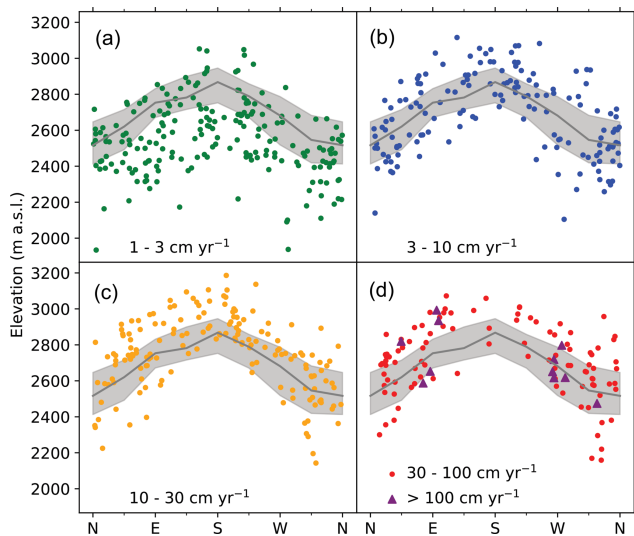 (a)
(b)
3200
3000
2800
2600
2400
2200
2000
1 - 3 cm yr⁻¹
3 - 10 cm yr⁻¹
Elevation (m a.s.l.)
(c)
(d)
3200
3000
2800
2600
2400
2200
2000
10 - 30 cm yr⁻¹
30 - 100 cm yr⁻¹
> 100 cm yr⁻¹
N E S W N
N E S W N